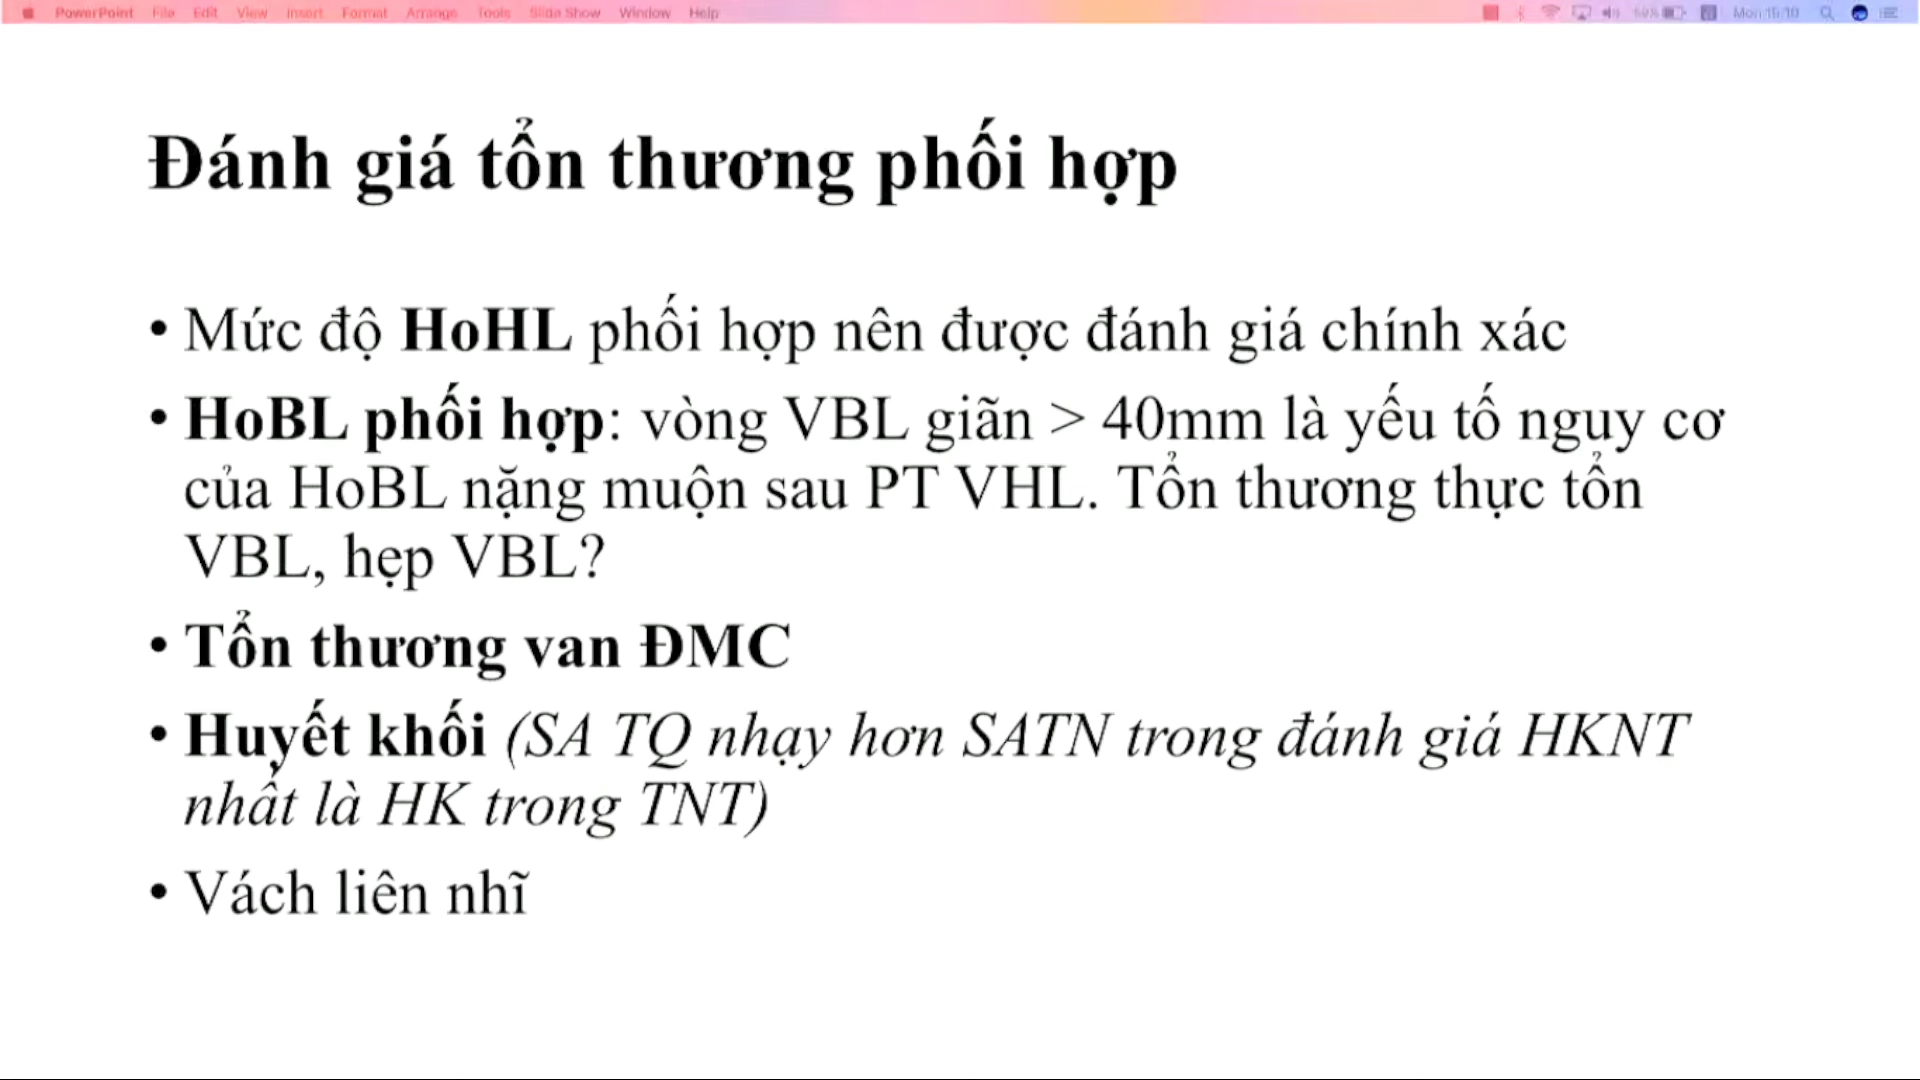 PowerPoint File Edit View Insert Format Arrange Tools Slide Show Window Help Mon 15:10
Đánh giá tổn thương phối hợp
• Mức độ HoHL phối hợp nên được đánh giá chính xác
• HoBL phối hợp: vòng VBL giãn > 40mm là yếu tố nguy cơ
của HoBL nặng muộn sau PT VHL. Tổn thương thực tổn
VBL, hẹp VBL?
• Tổn thương van ĐMC
• Huyết khối (SA TQ nhạy hơn SATN trong đánh giá HKNT
nhất là HK trong TNT)
• Vách liên nhĩ